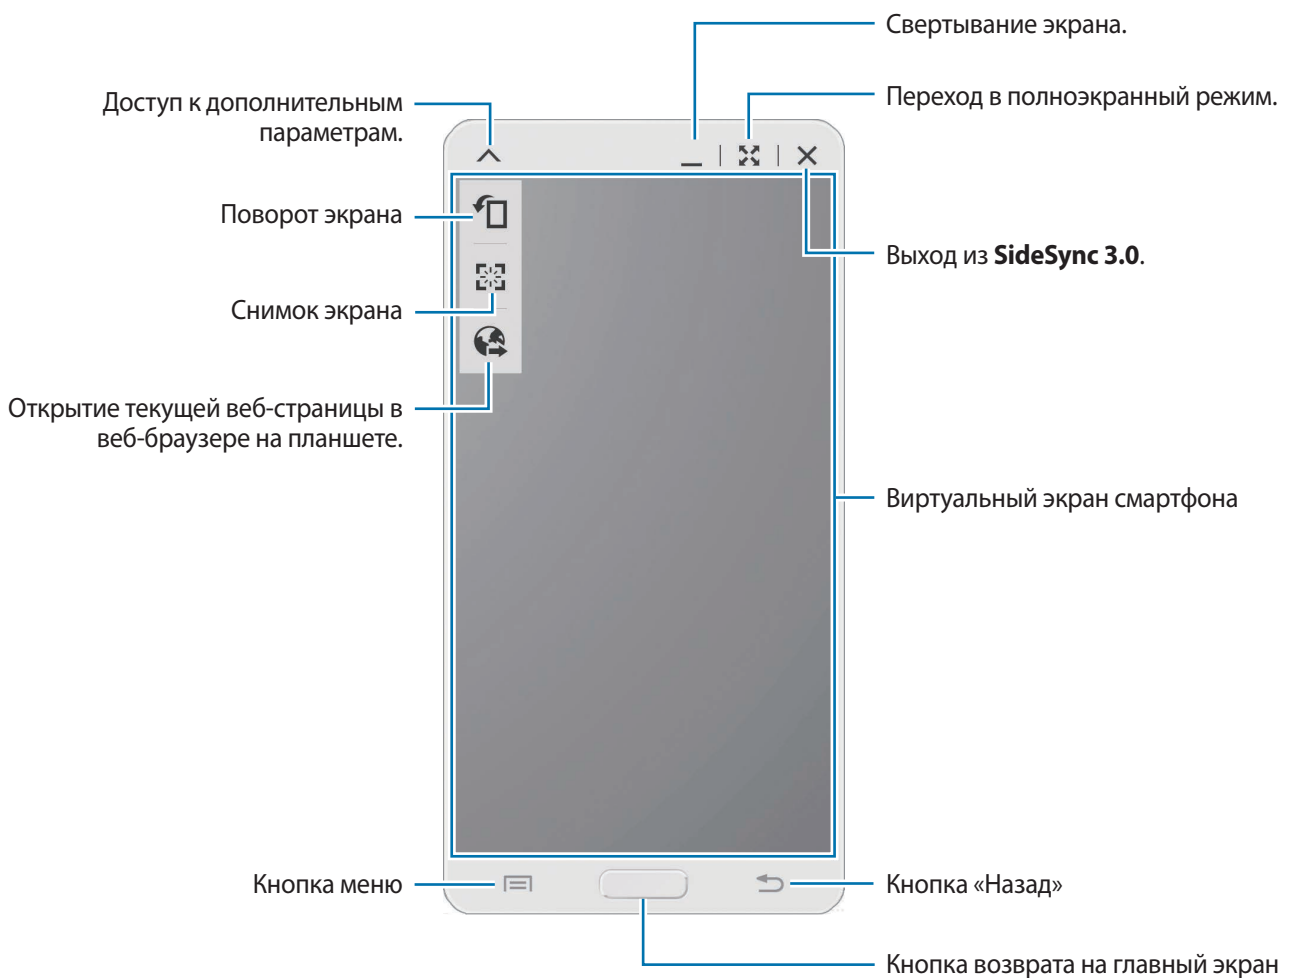 Свертывание экрана.
Доступ к дополнительным
параметрам.
Переход в полноэкранный режим.
Поворот экрана
Выход из SideSync 3.0.
Снимок экрана
Открытие текущей веб-страницы в
веб-браузере на планшете.
Виртуальный экран смартфона
Кнопка меню
Кнопка «Назад»
Кнопка возврата на главный экран